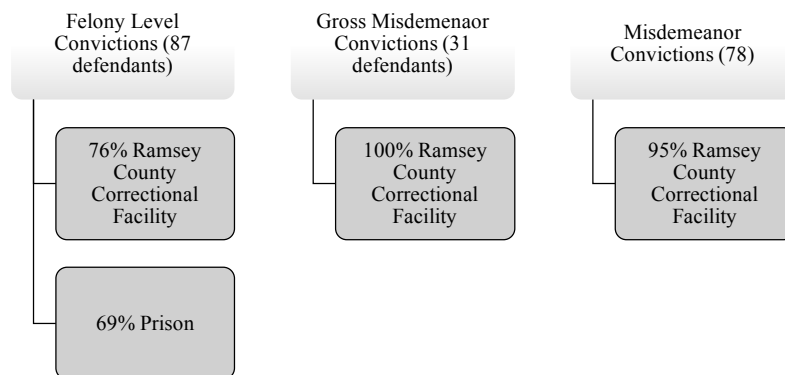 Felony Level
Convictions (87
defendants)
76% Ramsey
County
Correctional
Facility
69% Prison
Gross Misdemenaor
Convictions (31
defendants)
100% Ramsey
County
Correctional
Facility
Misdemeanor
Convictions (78)
95% Ramsey
County
Correctional
Facility